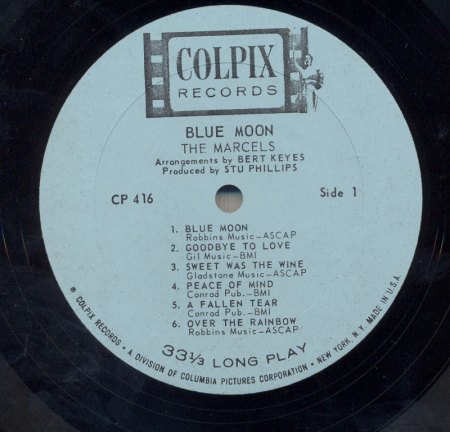 COLPIX
RECORDS
BLUE MOON
THE MARCELS
Arrangements by BERT KEYES
Produced by STU PHILLIPS
CP 416
Side 1
1. BLUE MOON
Robbins Music-ASCAP
2. GOODBYE TO LOVE
Gil Music-BMI
3. SWEET WAS THE WINE
Gladstone Music-ASCAP
4. PEACE OF MIND
Conrad Pub.-BMI
5. A FALLEN TEAR
Conrad Pub.-BMI
6. OVER THE RAINBOW
Robbins Music-ASCAP
33⅓ LONG PLAY
® COLPIX RECORDS - A DIVISION OF COLUMBIA PICTURES CORPORATION - NEW YORK, N. Y. MADE IN U.S.A.